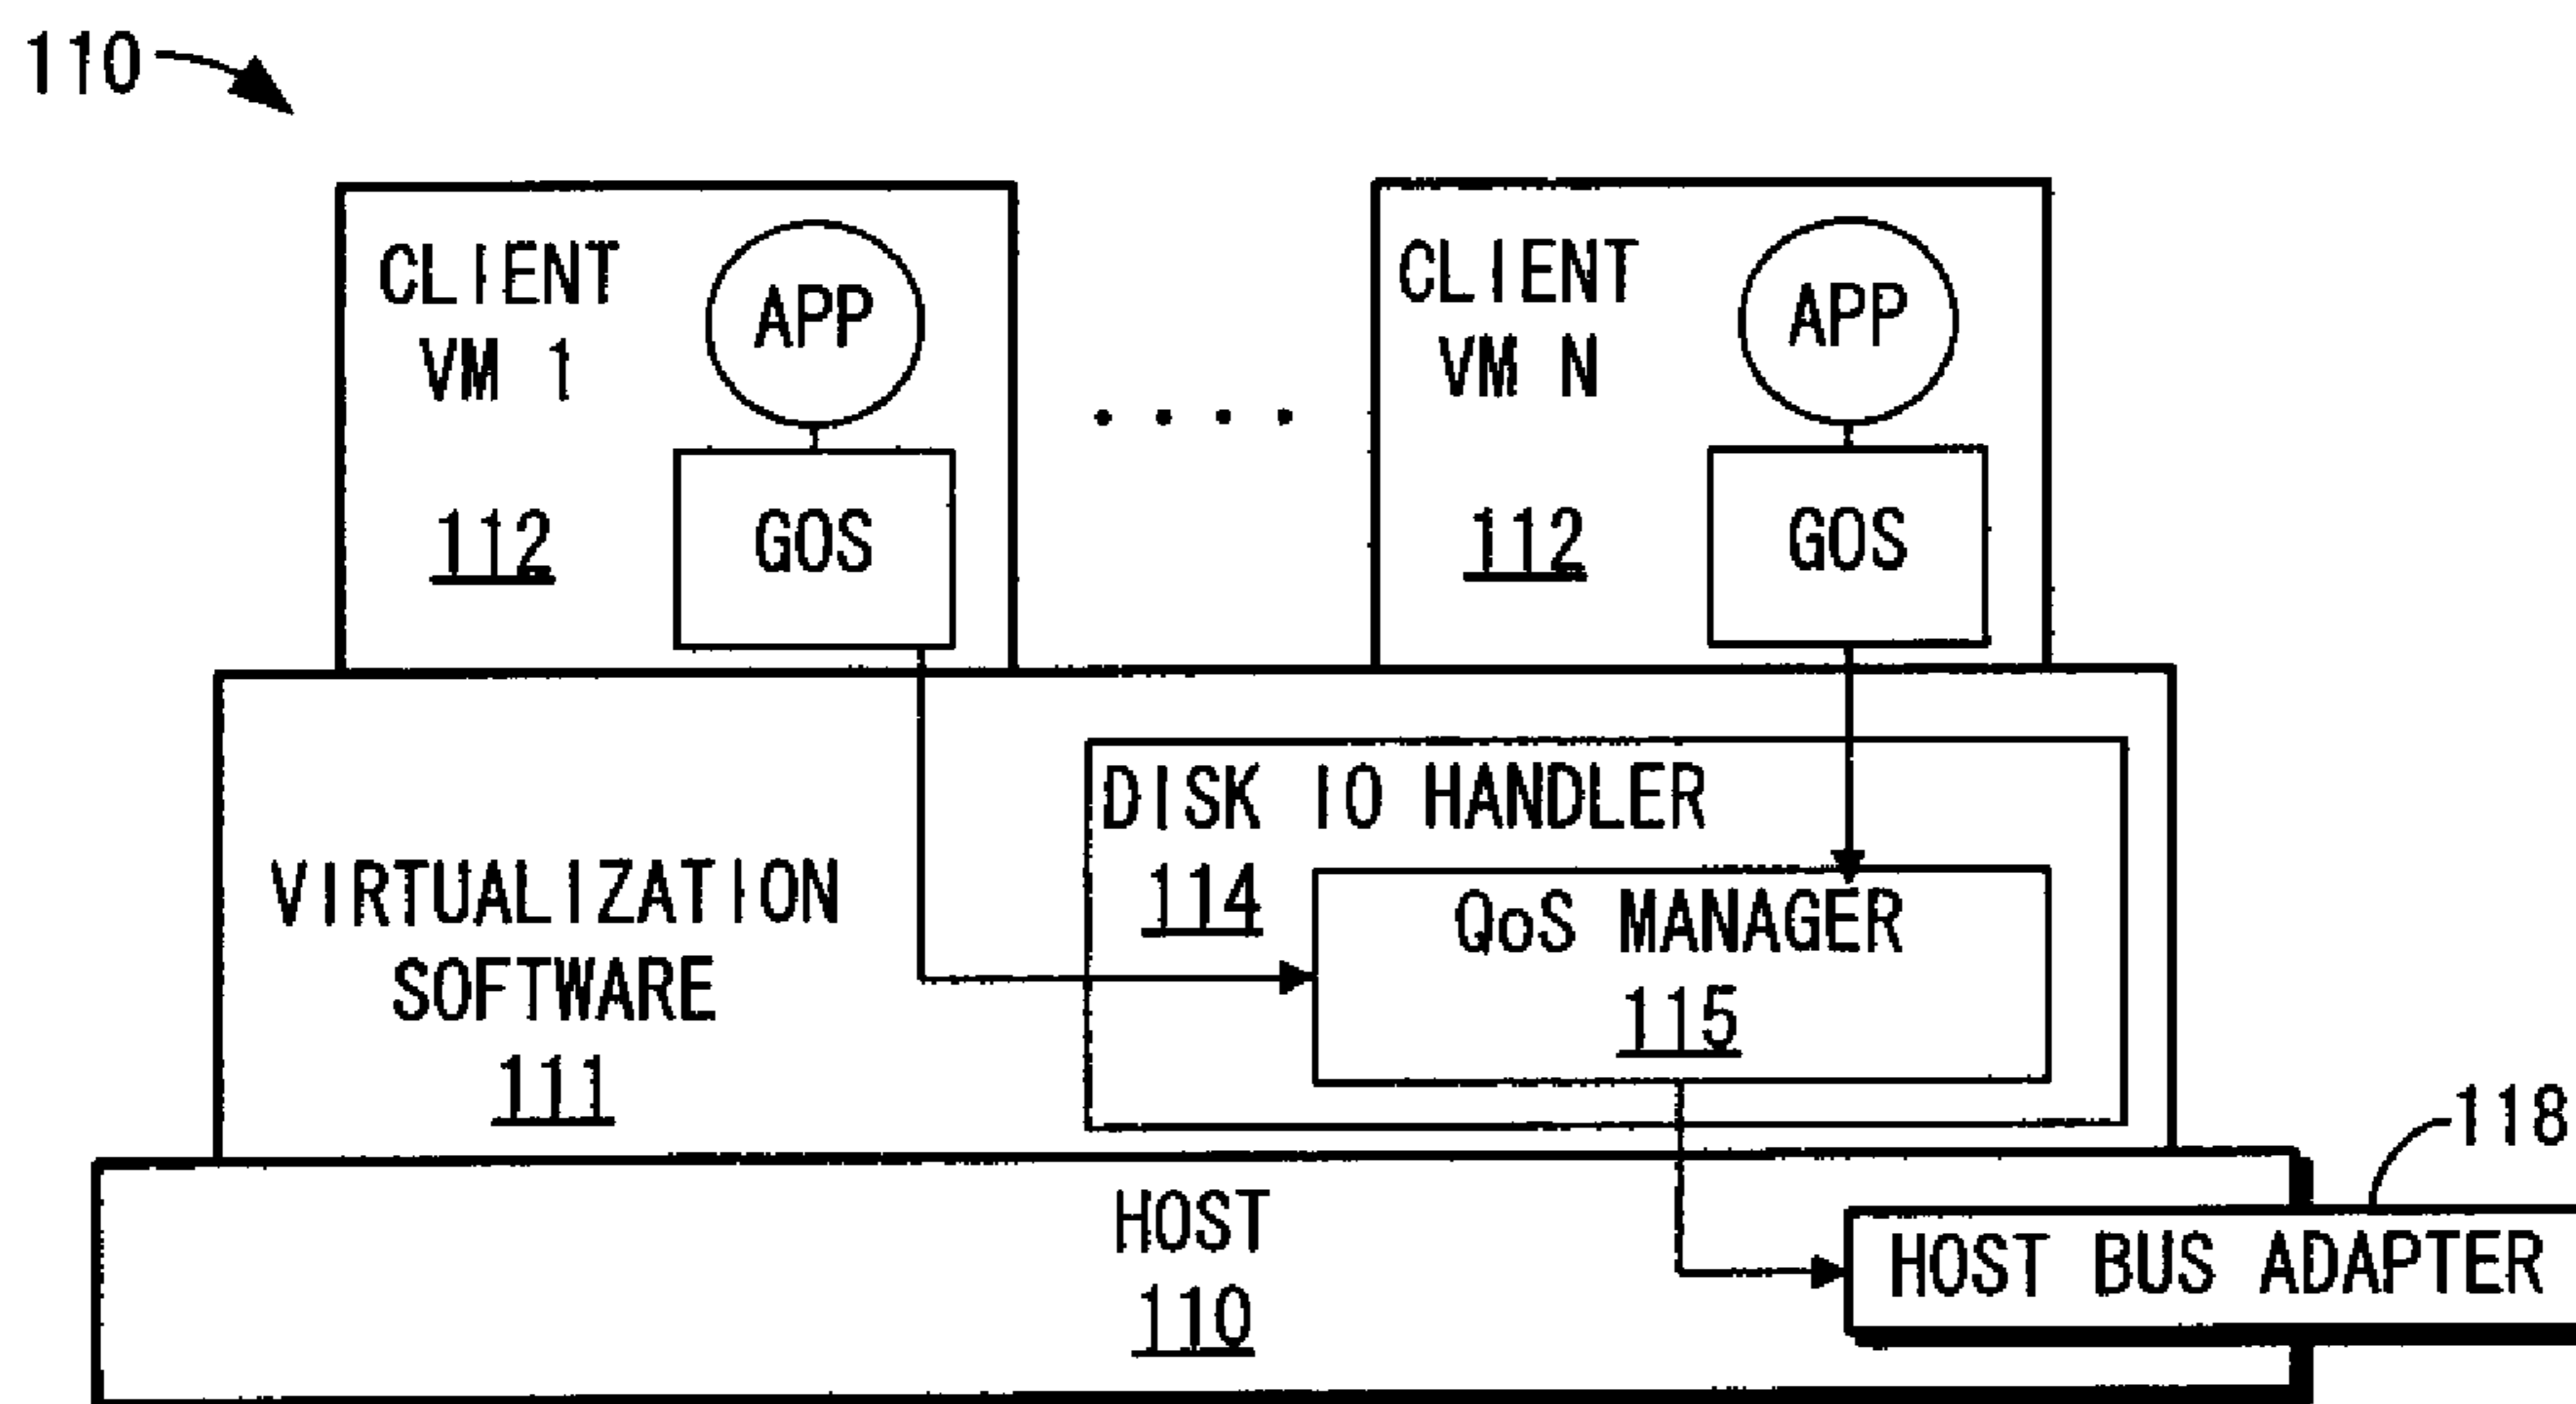 110
CLIENT
VM 1
APP
112
GOS
CLIENT
VM N
APP
112
GOS
DISK IO HANDLER
114
QoS MANAGER
115
VIRTUALIZATION
SOFTWARE
111
118
HOST
110
HOST BUS ADAPTER